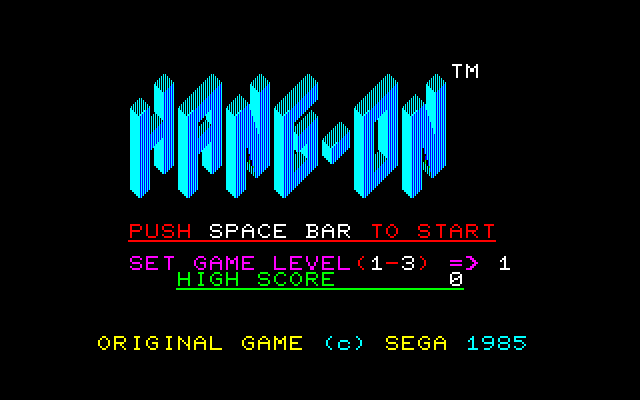 HANG-ON TM
PUSH SPACE BAR TO START
SET GAME LEVEL(1-3) => 1
HIGH SCORE 0
ORIGINAL GAME (c) SEGA 1985